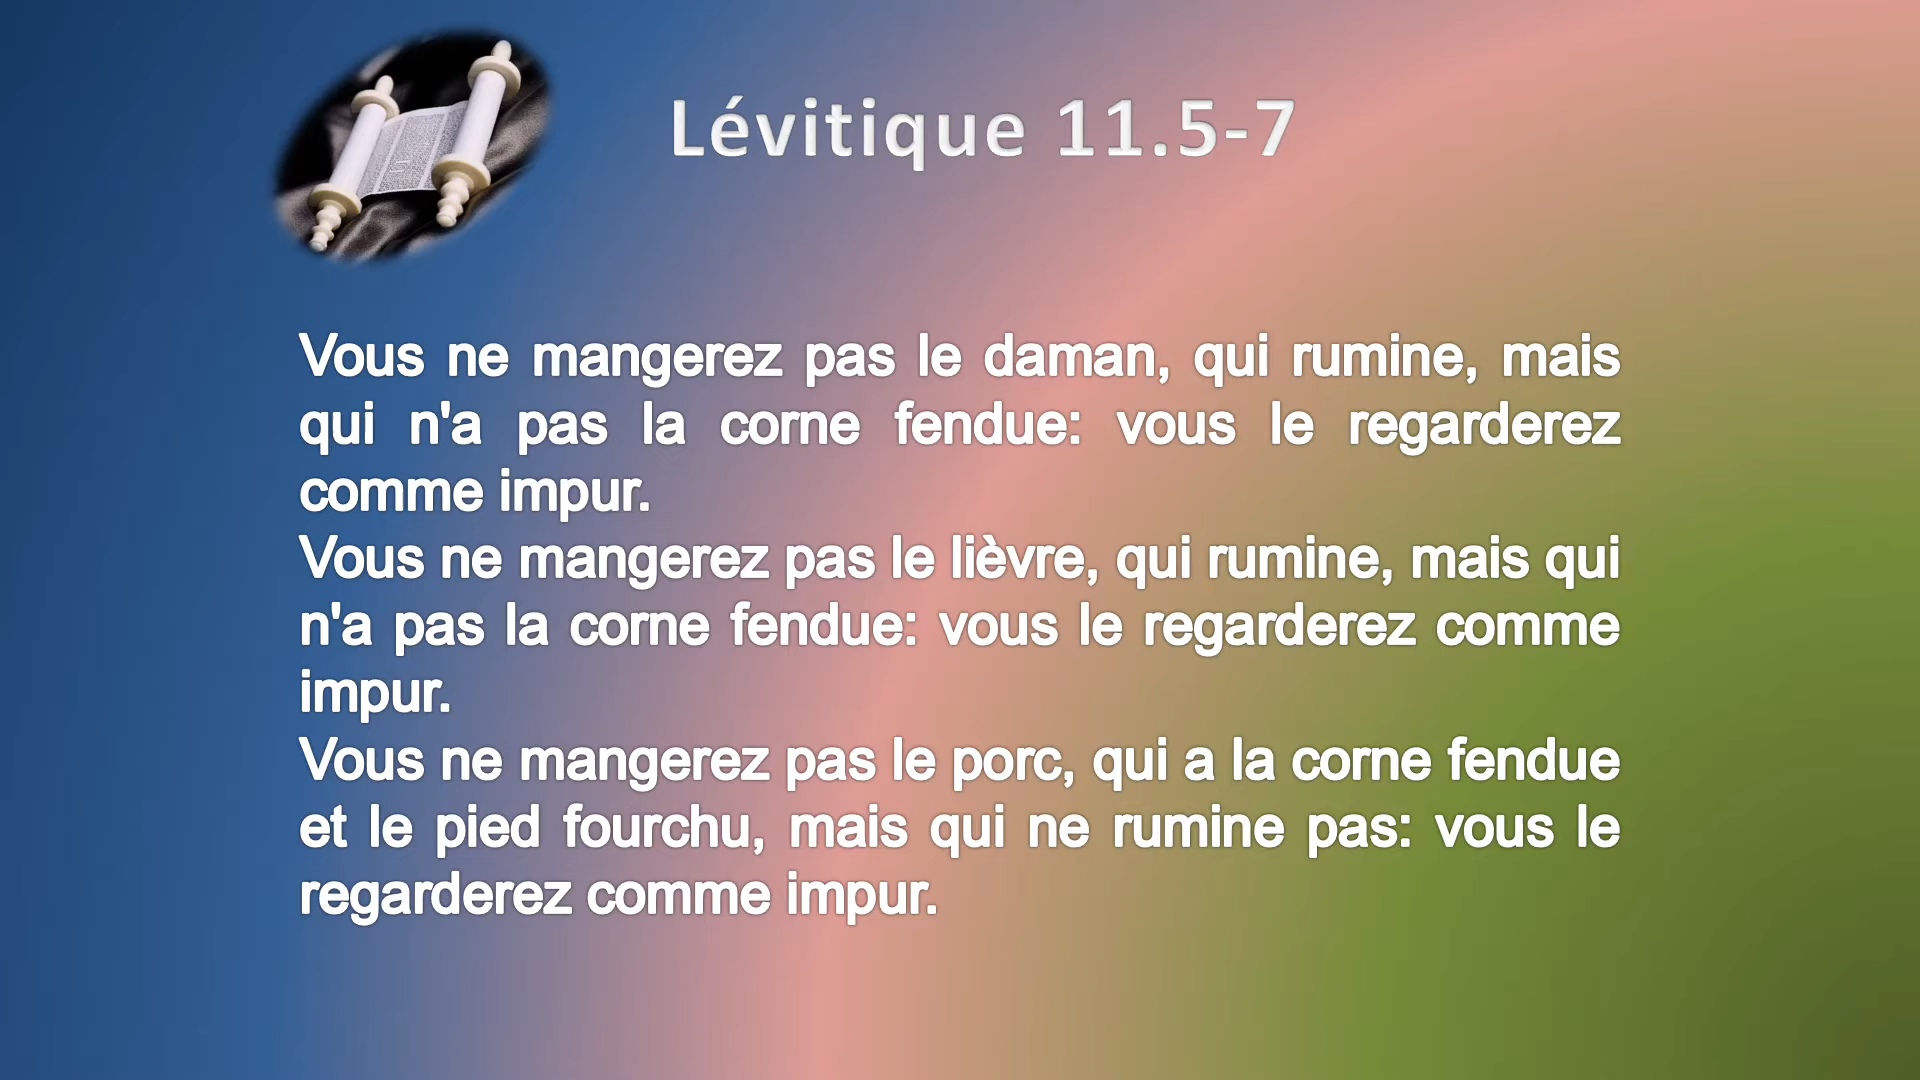 Lévitique 11.5-7
Vous ne mangerez pas le daman, qui rumine, mais
qui n'a pas la corne fendue: vous le regarderez
comme impur.
Vous ne mangerez pas le lièvre, qui rumine, mais qui
n'a pas la corne fendue: vous le regarderez comme
impur.
Vous ne mangerez pas le porc, qui a la corne fendue
et le pied fourchu, mais qui ne rumine pas: vous le
regarderez comme impur.